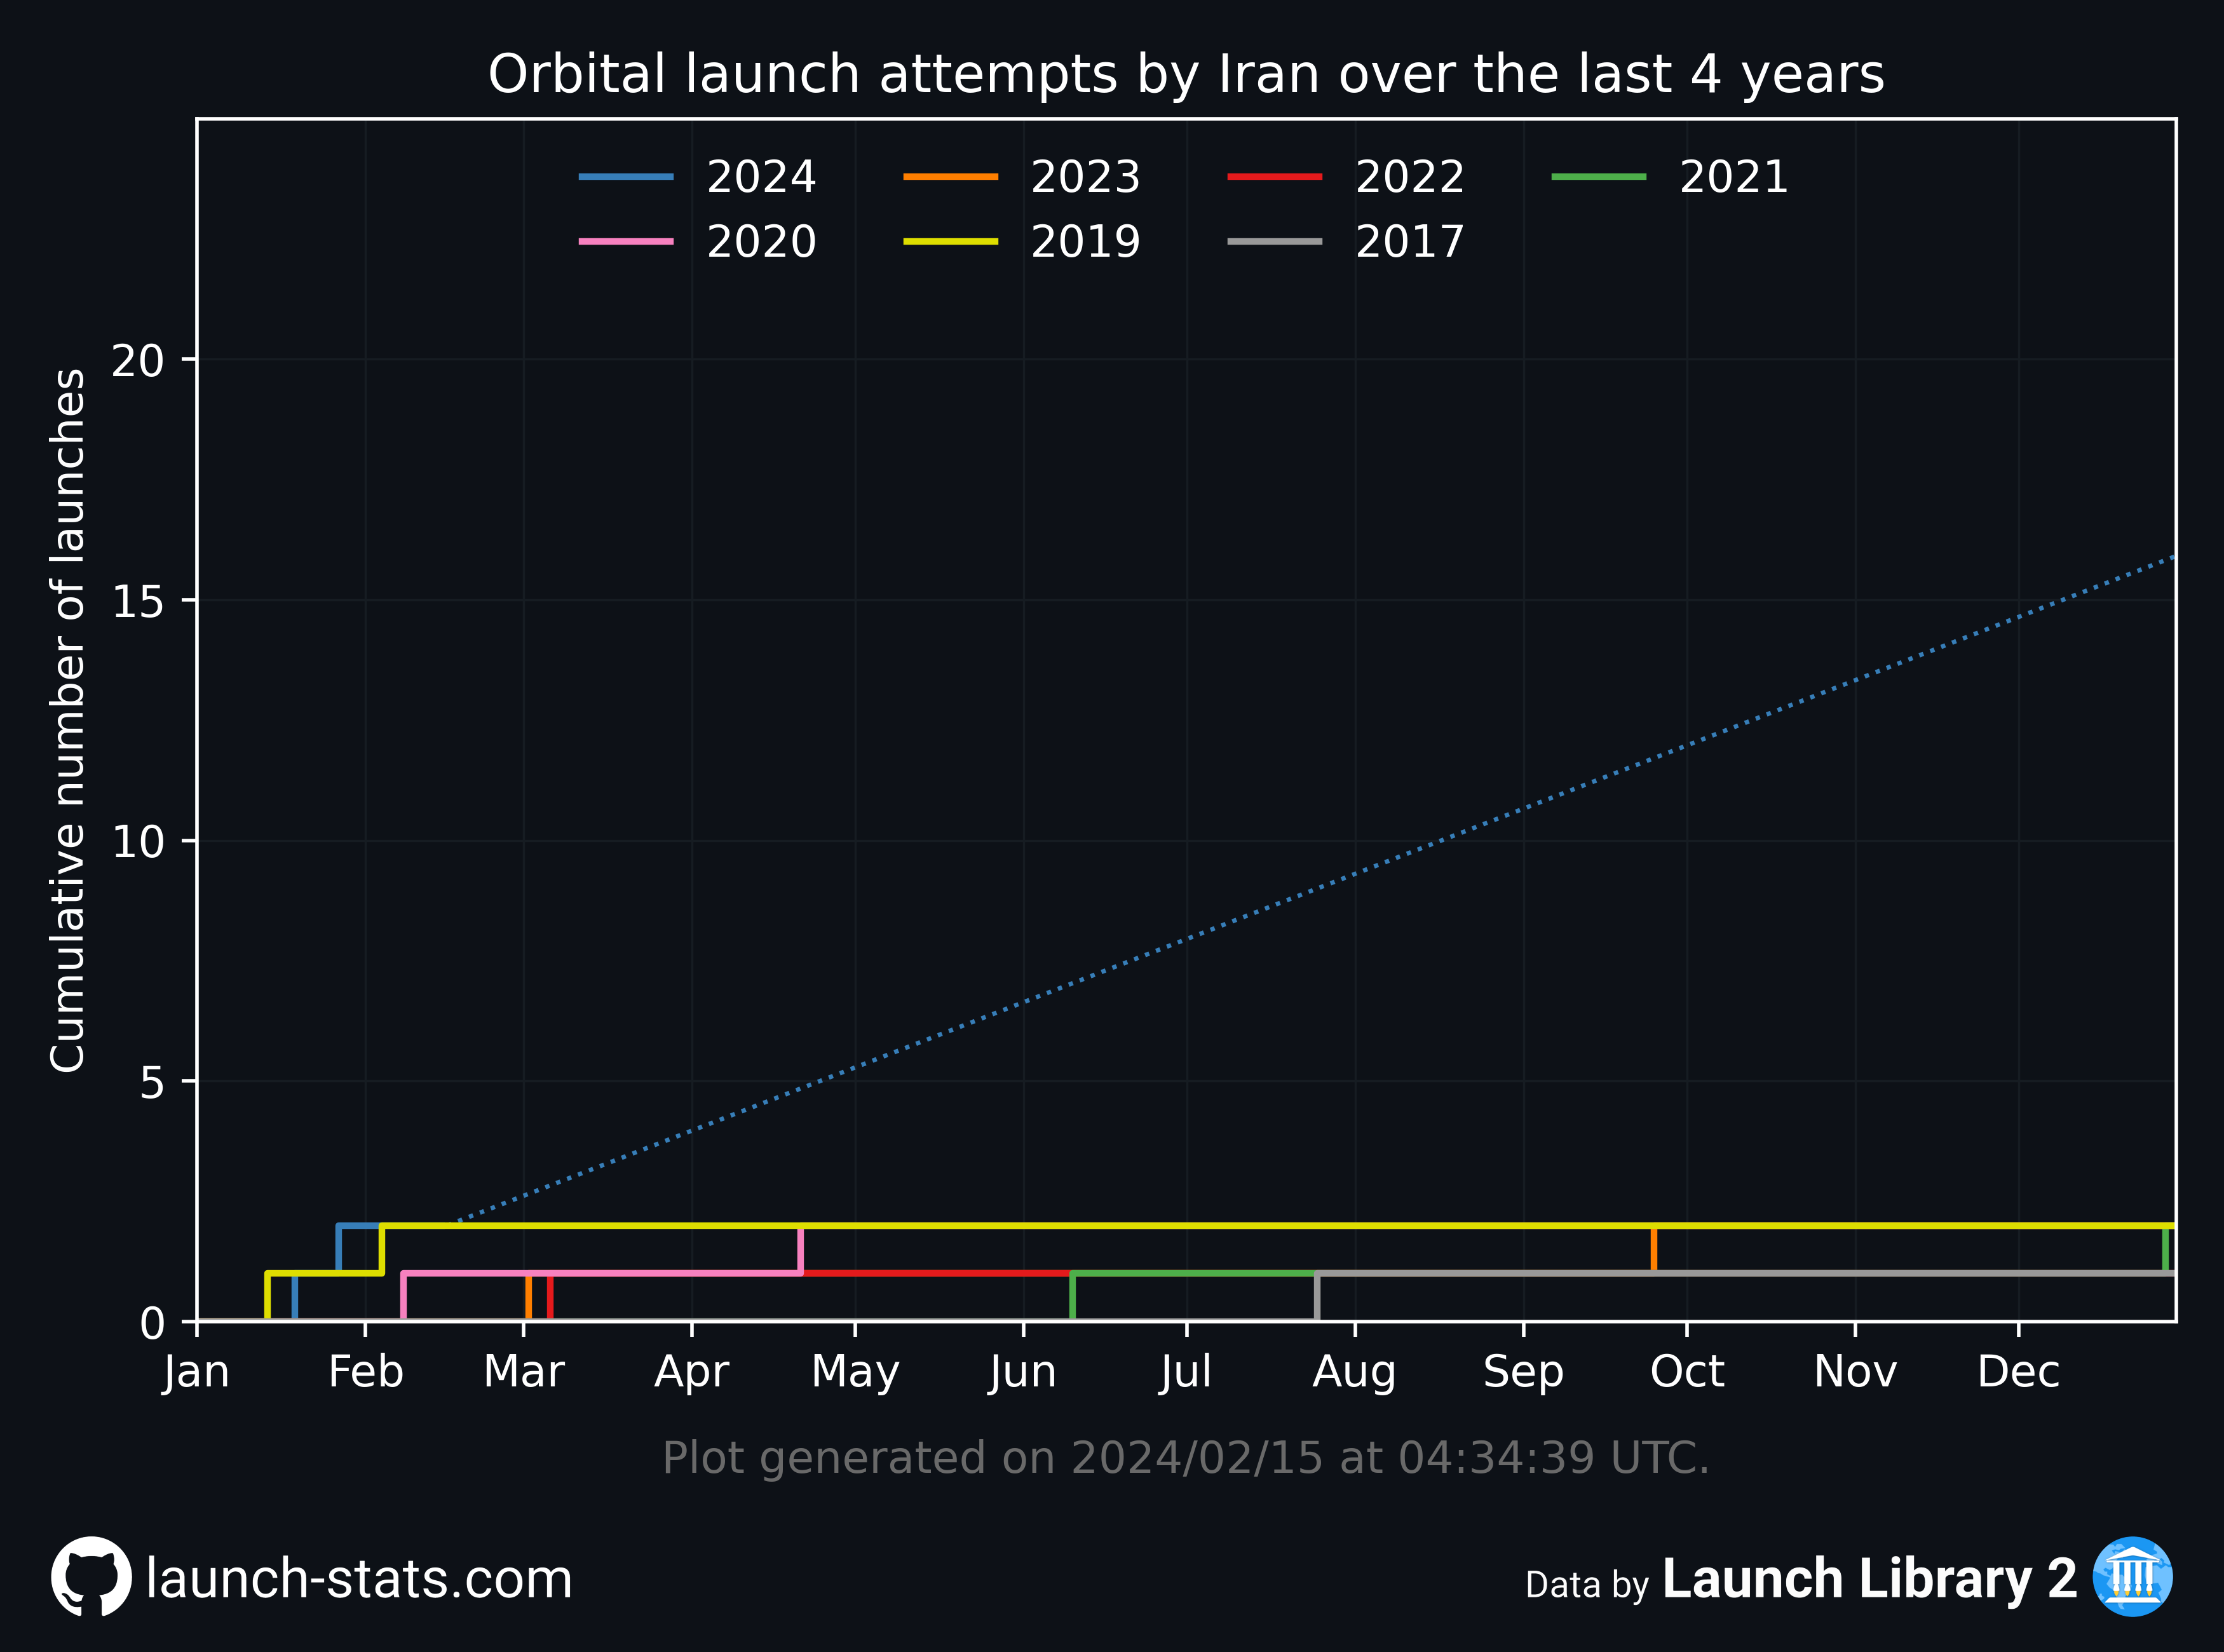 Orbital launch attempts by Iran over the last 4 years
2024 2023 2022 2021
2020 2019 2017
Cumulative number of launches
20
15
10
5
0
Jan Feb Mar Apr May Jun Jul Aug Sep Oct Nov Dec
Plot generated on 2024/02/15 at 04:34:39 UTC.
launch-stats.com
Data by Launch Library 2